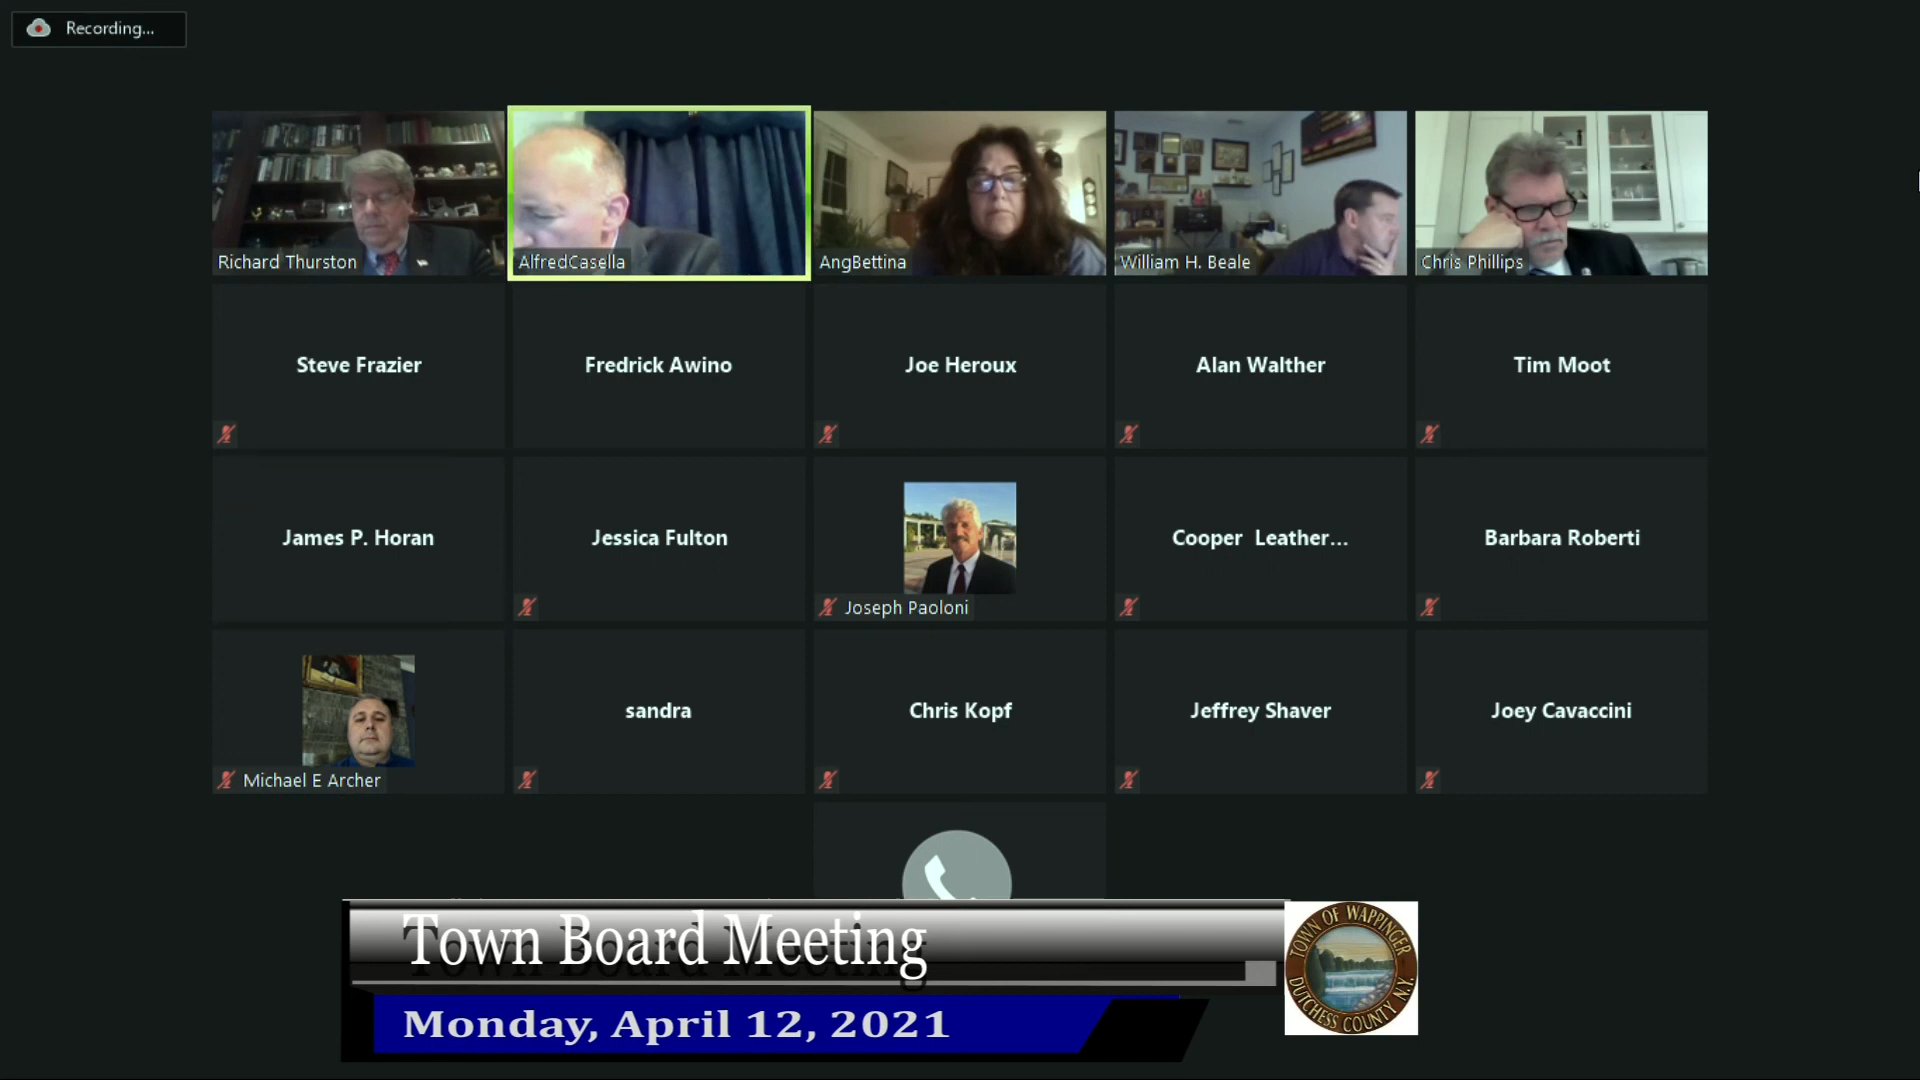 Recording...
Richard Thurston
AlfredCasella
AngBettina
William H. Beale
Chris Phillips
Steve Frazier
Fredrick Awino
Joe Heroux
Alan Walther
Tim Moot
James P. Horan
Jessica Fulton
Joseph Paoloni
Cooper Leather...
Barbara Roberti
Michael E Archer
sandra
Chris Kopf
Jeffrey Shaver
Joey Cavaccini
Town Board Meeting
Monday, April 12, 2021
TOWN OF WAPPINGER
DUTCHESS COUNTY N.Y.